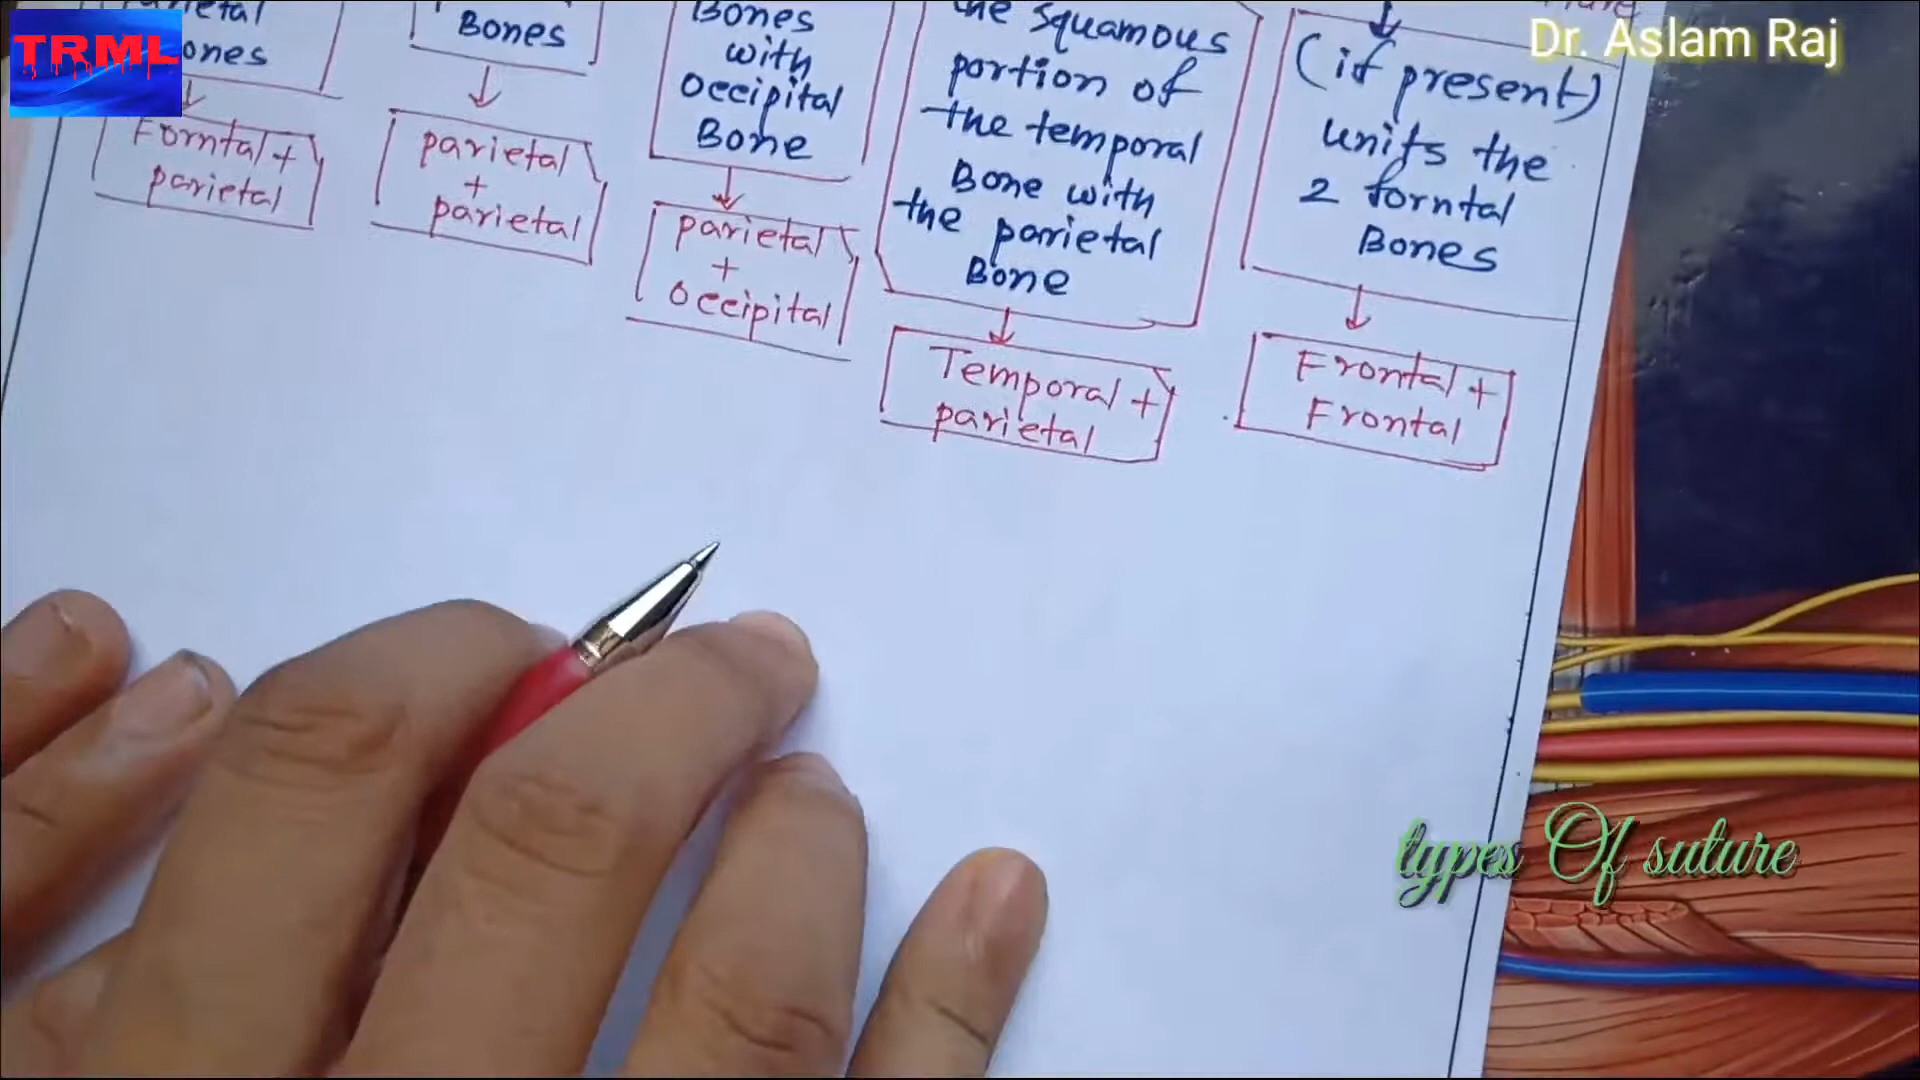 TRML
Dr. Aslam Raj
Bones
Forntal +
parietal
Bones
parietal
+
parietal
Bones
with
Occipital
Bone
parietal
+
Occipital
the squamous
portion of
the temporal
Bone with
the parietal
Bone
Temporal +
parietal
(if present)
units the
2 forntal
Bones
Frontal +
Frontal
types Of suture